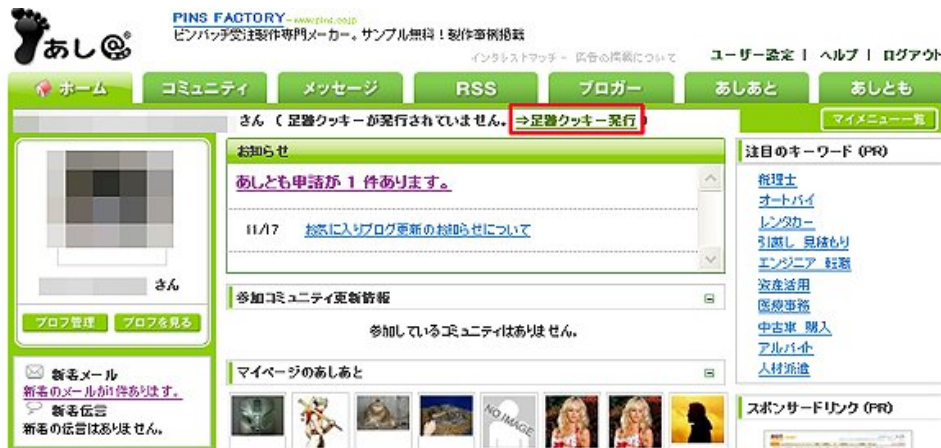 あし@
PINS FACTORY - www.pins.co.jp
ピンバッチ受注製作専門メーカー。サンプル無料！製作事例掲載
インタレストマッチ - 広告の掲載について
ユーザー設定 | ヘルプ | ログアウト
ホーム コミュニティ メッセージ RSS ブロガー あしあと あしとも
さん （ 足跡クッキーが発行されていません。 ⇒足跡クッキー発行 ）
マイメニュー一覧
お知らせ
あしとも申請が 1 件あります。
11/17 お気に入りブログ更新のお知らせについて
さん
プロフ管理 プロフを見る
新着メール
新着のメールが1件あります。
新着伝言
新着の伝言はありません。
参加コミュニティ更新情報
参加しているコミュニティはありません。
マイページのあしあと
NO IMAGE
注目のキーワード (PR)
税理士
オートバイ
レンタカー
引越し 見積もり
エンジニア 転職
資産活用
医療事務
中古車 購入
アルバイト
人材派遣
スポンサードリンク (PR)